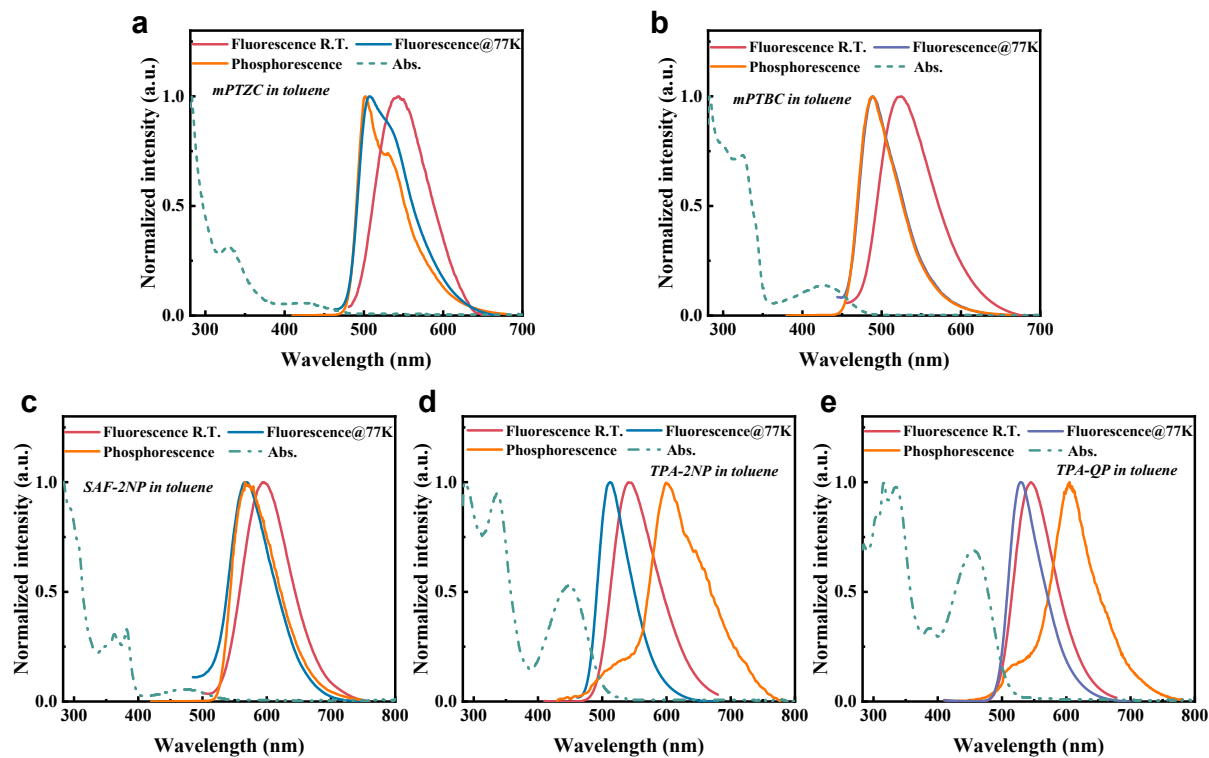 a
Fluorescence R.T. Fluorescence@77K
Phosphorescence Abs.
mPTZC in toluene
Normalized intensity (a.u.)
1.0
0.5
0.0
300 400 500 600 700
Wavelength (nm)
b
Fluorescence R.T. Fluorescence@77K
Phosphorescence Abs.
mPTBC in toluene
Normalized intensity (a.u.)
1.0
0.5
0.0
300 400 500 600 700
Wavelength (nm)
c
Fluorescence R.T. Fluorescence@77K
Phosphorescence Abs.
SAF-2NP in toluene
Normalized intensity (a.u.)
1.0
0.5
0.0
300 400 500 600 700 800
Wavelength (nm)
d
Fluorescence R.T. Fluorescence@77K
Phosphorescence Abs.
TPA-2NP in toluene
Normalized intensity (a.u.)
1.0
0.5
0.0
300 400 500 600 700 800
Wavelength (nm)
e
Fluorescence R.T. Fluorescence@77K
Phosphorescence Abs.
TPA-QP in toluene
Normalized intensity (a.u.)
1.0
0.5
0.0
300 400 500 600 700 800
Wavelength (nm)